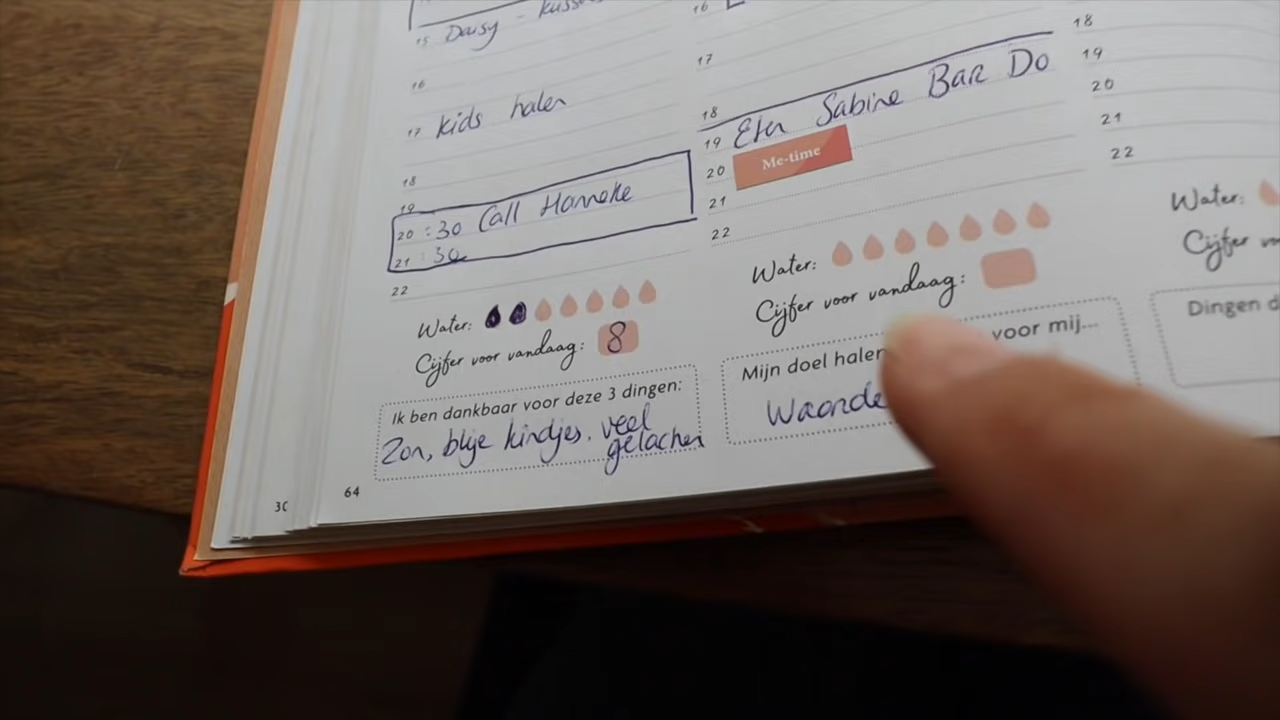 15 Daisy -
16
17 kids halen
18
19
20 :30 Call Hanneke
21 :30
22
Water:
Cijfer voor vandaag: 8
Ik ben dankbaar voor deze 3 dingen:
Zon, blije kindjes, veel
gelachen
64
30
16
17
18
19 Eten Sabine Bar Do
20 Me-time
21
22
Water:
Cijfer voor vandaag:
Mijn doel halen voor mij...
18
19
20
21
22
Water:
Cijfer
Dingen